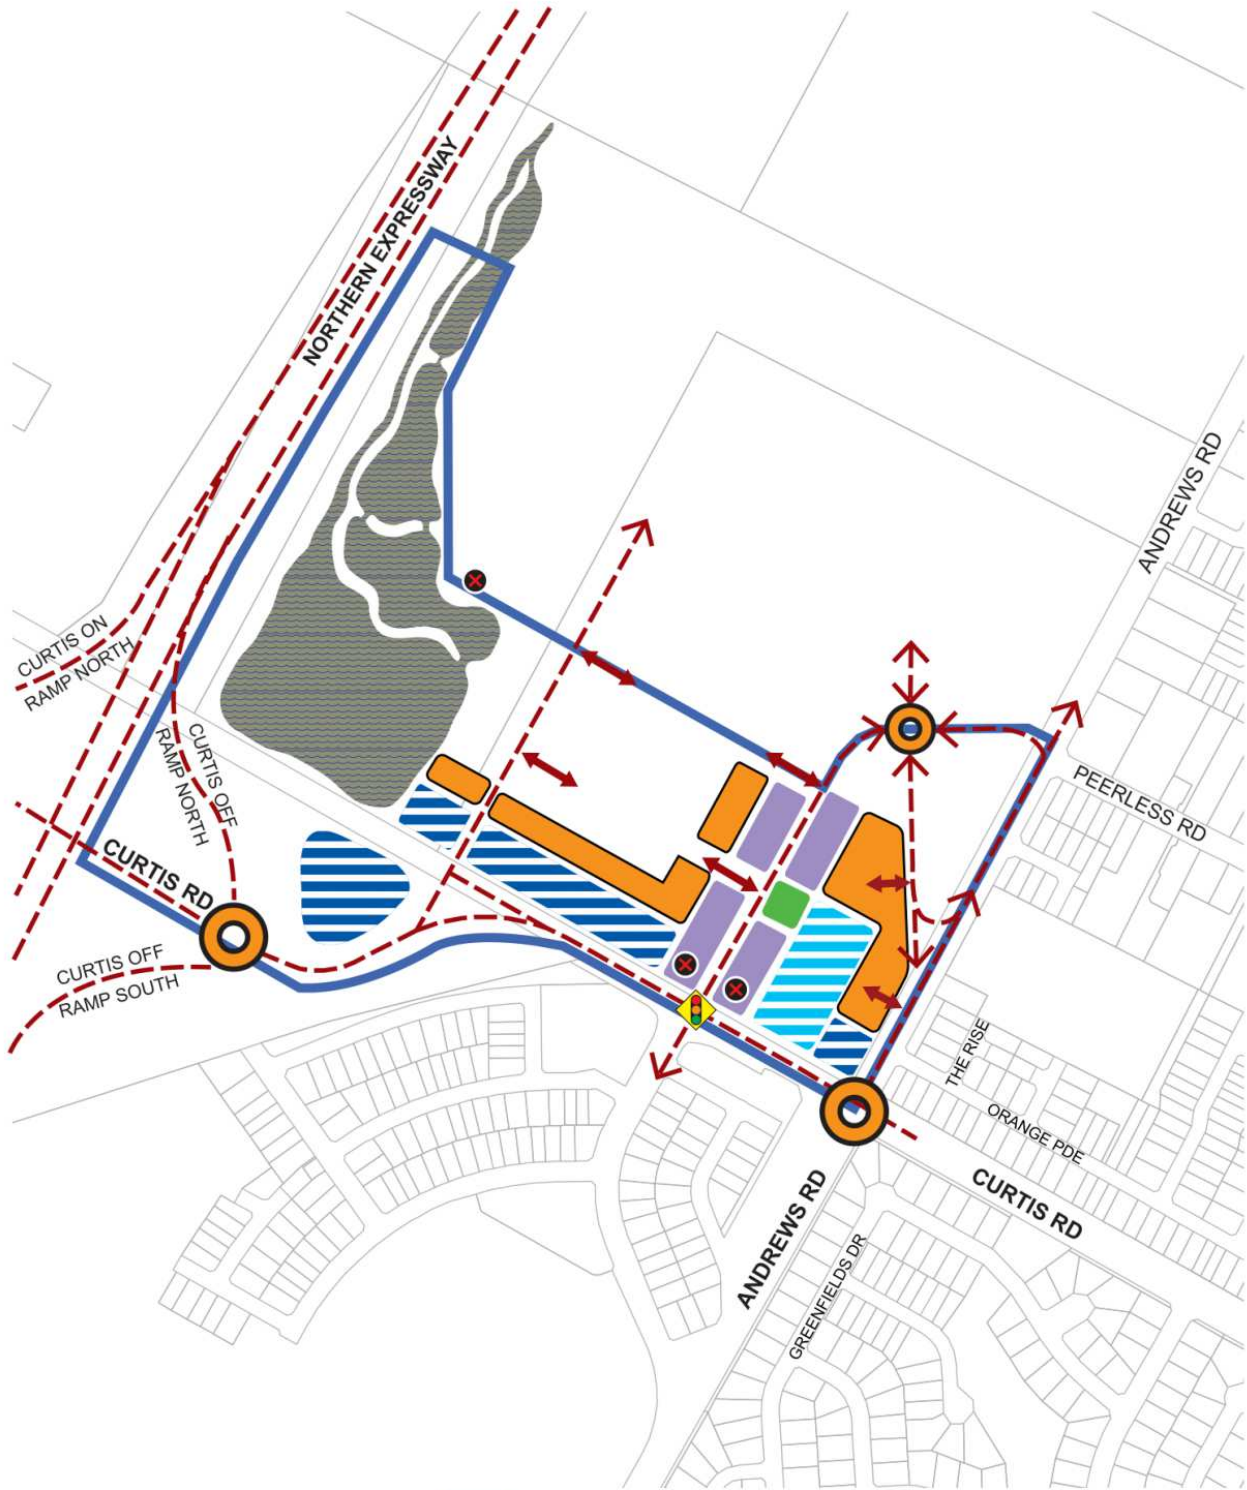 NORTHERN EXPRESSWAY
ANDREWS RD
CURTIS ON
RAMP NORTH
CURTIS OFF
RAMP NORTH
PEERLESS RD
CURTIS RD
CURTIS OFF
RAMP SOUTH
THE RISE
ORANGE PDE
CURTIS RD
ANDREWS RD
GREENFIELDS DR